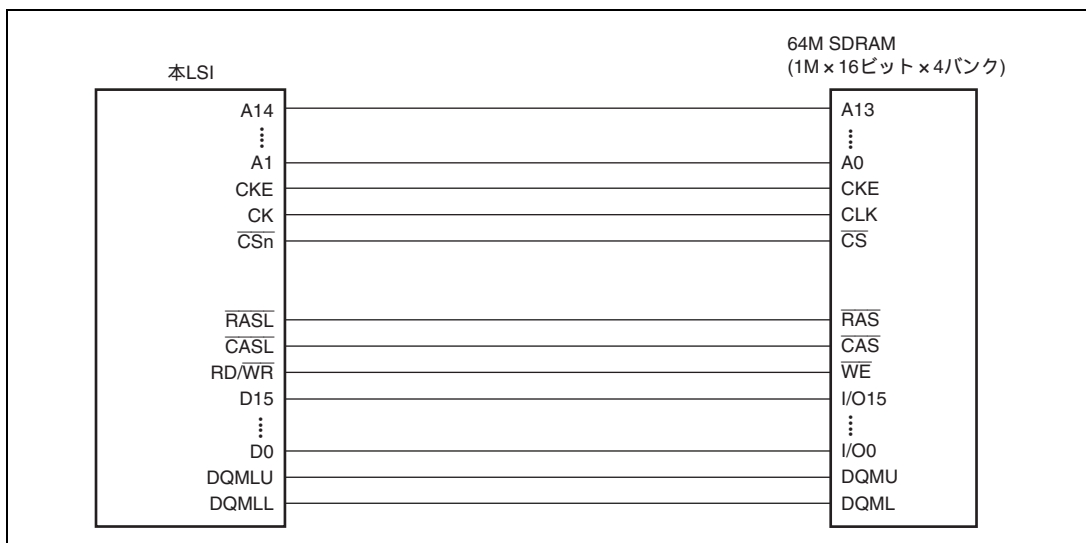 本LSI
A14
A1
CKE
CK
CSn
RASL
CASL
RD/WR
D15
D0
DQMLU
DQMLL
64M SDRAM
(1M×16ビット×4バンク)
A13
A0
CKE
CLK
CS
RAS
CAS
WE
I/O15
I/O0
DQMU
DQML